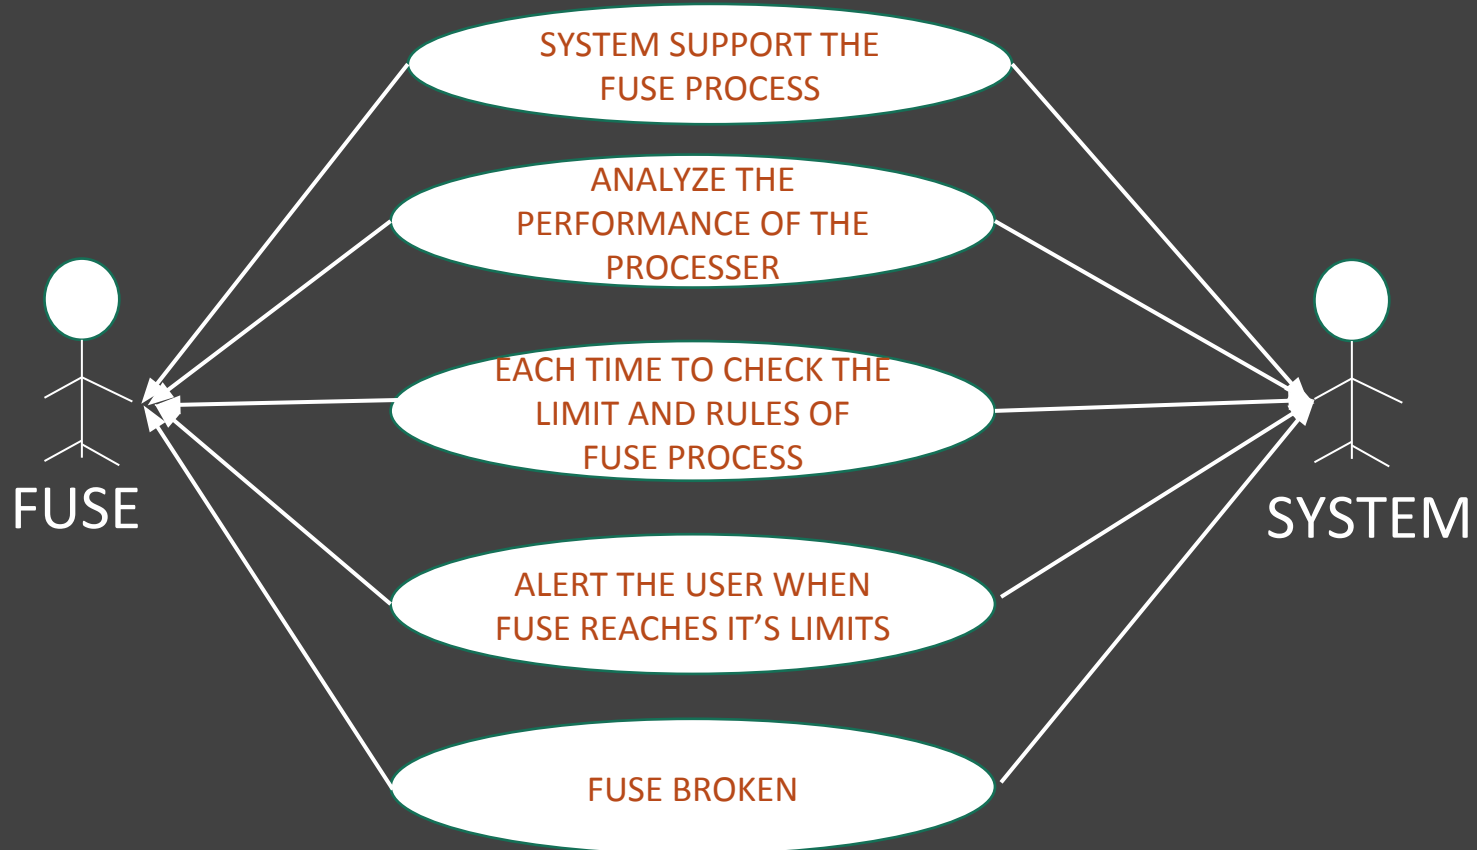 SYSTEM SUPPORT THE
FUSE PROCESS
ANALYZE THE
PERFORMANCE OF THE
PROCESSER
EACH TIME TO CHECK THE
LIMIT AND RULES OF
FUSE PROCESS
FUSE
SYSTEM
ALERT THE USER WHEN
FUSE REACHES IT’S LIMITS
FUSE BROKEN